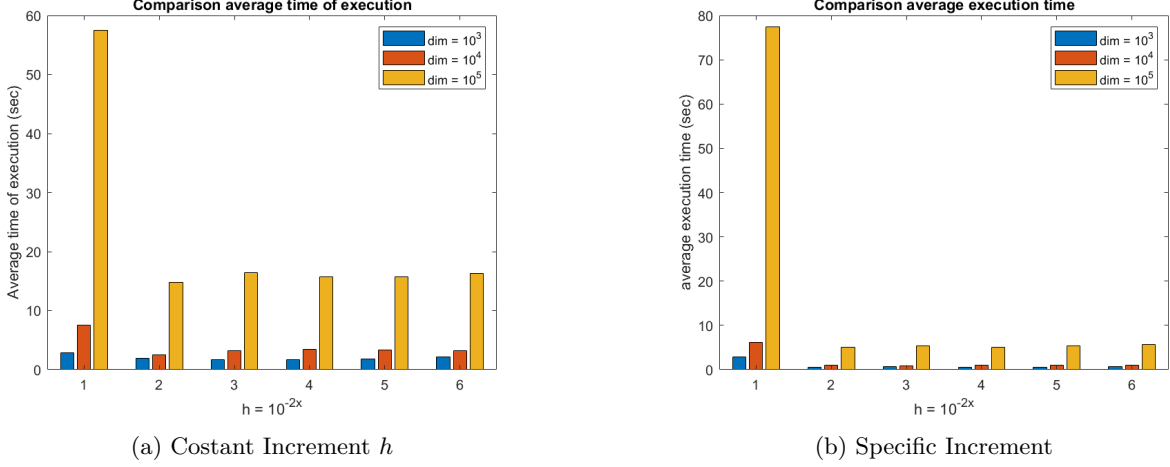 Comparison average time of execution
60
50
40
30
20
10
0
Average time of execution (sec)
dim = 10^3
dim = 10^4
dim = 10^5
1 2 3 4 5 6
h = 10^-2x
(a) Costant Increment h
Comparison average execution time
80
70
60
50
40
30
20
10
0
average execution time (sec)
dim = 10^3
dim = 10^4
dim = 10^5
1 2 3 4 5 6
h = 10^-2x
(b) Specific Increment